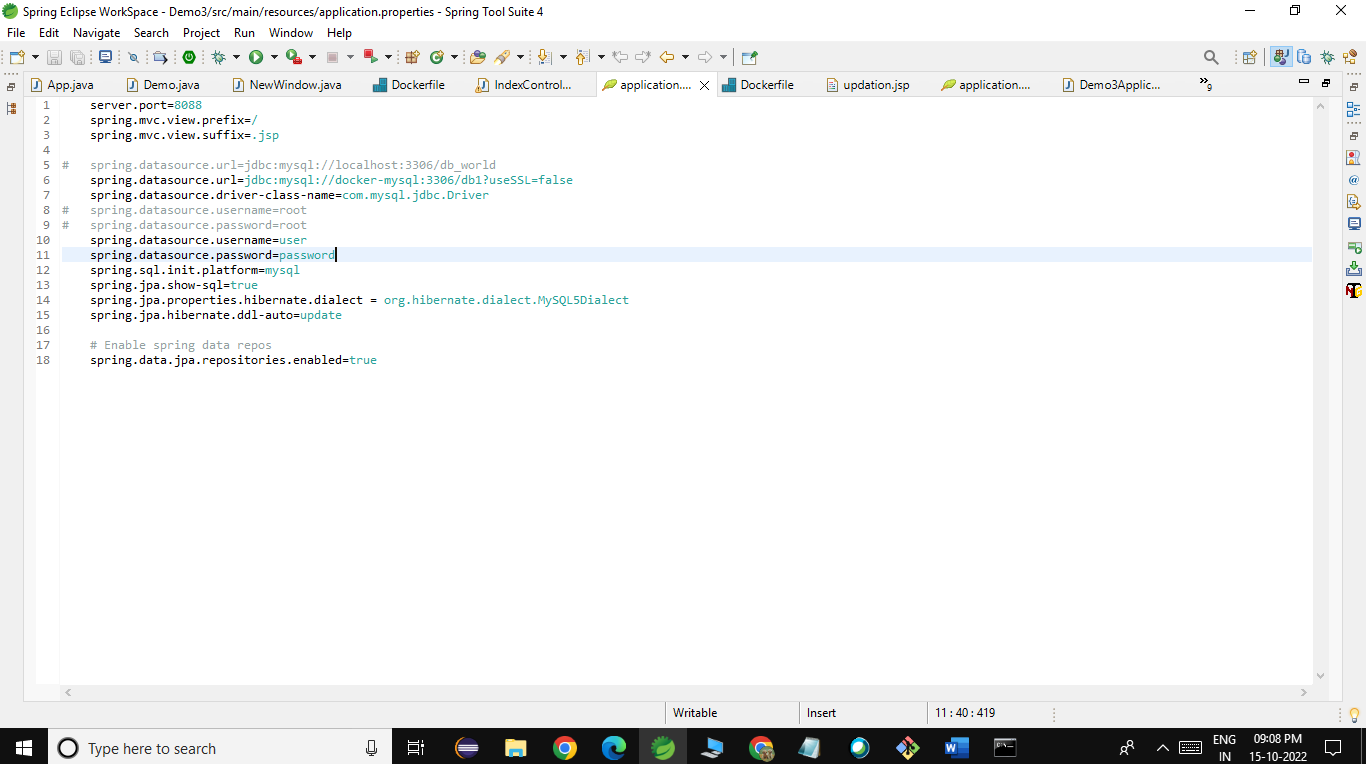 Spring Eclipse WorkSpace - Demo3/src/main/resources/application.properties - Spring Tool Suite 4
File Edit Navigate Search Project Run Window Help
App.java Demo.java NewWindow.java Dockerfile IndexControl... application.... Dockerfile updation.jsp application.... Demo3Applic... »9
1 server.port=8088
2 spring.mvc.view.prefix=/
3 spring.mvc.view.suffix=.jsp
4
5 # spring.datasource.url=jdbc:mysql://localhost:3306/db_world
6 spring.datasource.url=jdbc:mysql://docker-mysql:3306/db1?useSSL=false
7 spring.datasource.driver-class-name=com.mysql.jdbc.Driver
8 # spring.datasource.username=root
9 # spring.datasource.password=root
10 spring.datasource.username=user
11 spring.datasource.password=password
12 spring.sql.init.platform=mysql
13 spring.jpa.show-sql=true
14 spring.jpa.properties.hibernate.dialect = org.hibernate.dialect.MySQL5Dialect
15 spring.jpa.hibernate.ddl-auto=update
16
17 # Enable spring data repos
18 spring.data.jpa.repositories.enabled=true
Writable Insert 11 : 40 : 419
Type here to search
ENG 09:08 PM
IN 15-10-2022